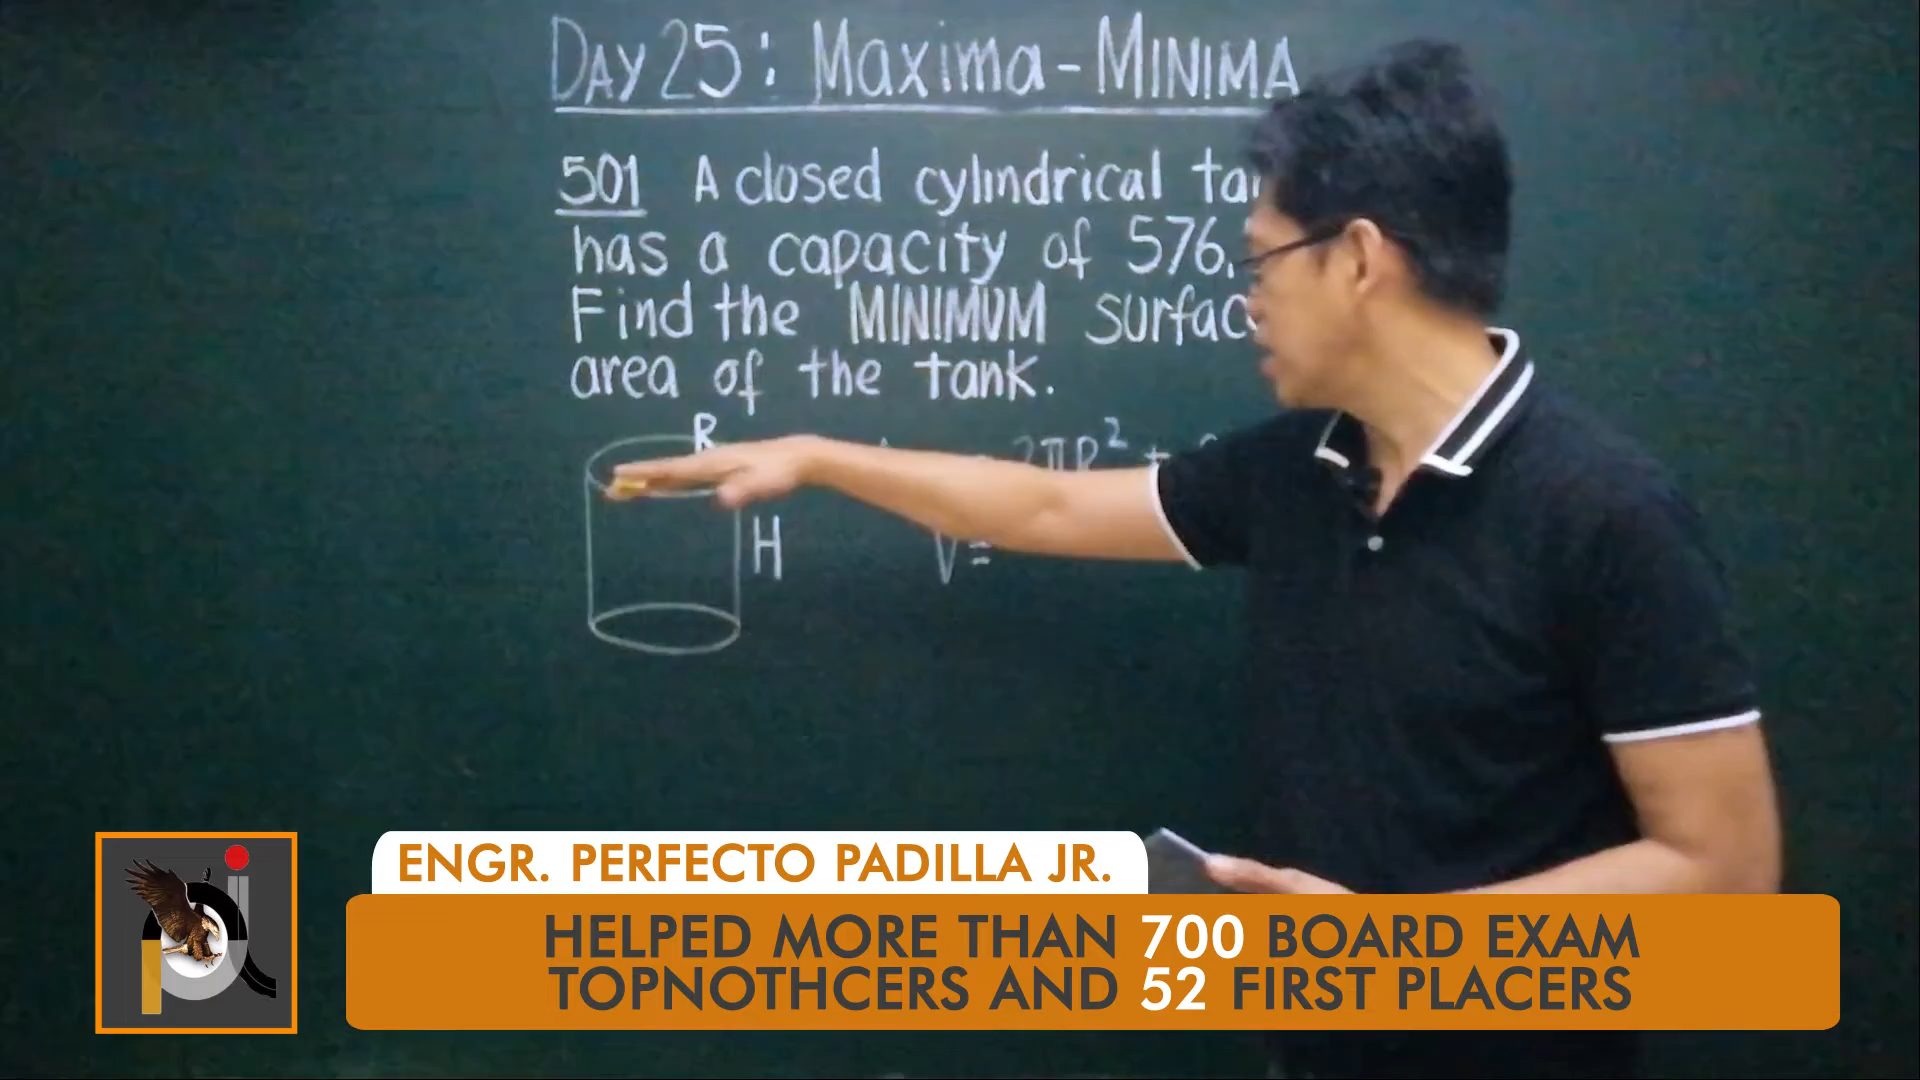 DAY 25: MAXIMA-MINIMA
501 A closed cylindrical
has a capacity of 576.
Find the MINIMUM
area of the tank.
R
= 2πR² +
H
V=
ENGR. PERFECTO PADILLA JR.
HELPED MORE THAN 700 BOARD EXAM
TOPNOTHCERS AND 52 FIRST PLACERS